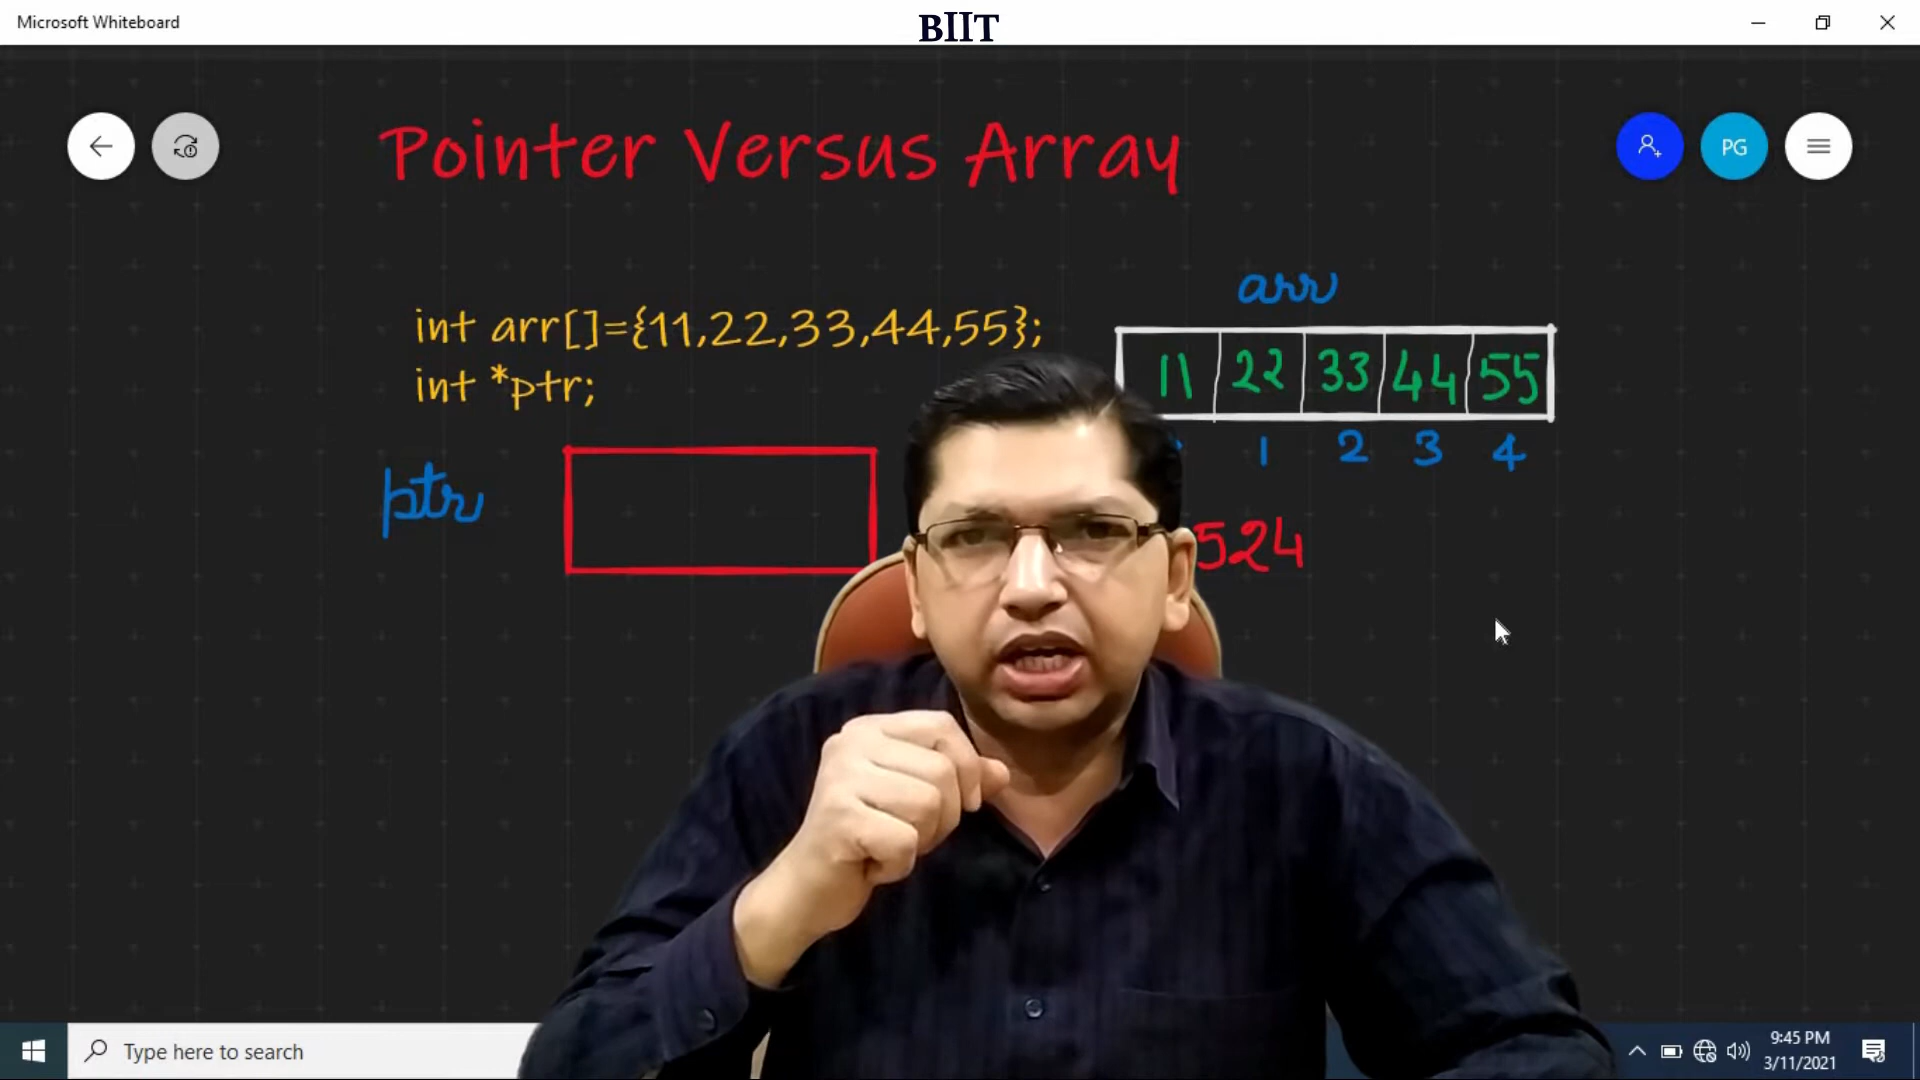 Microsoft Whiteboard
BIIT
Pointer Versus Array
PG
int arr[]={11,22,33,44,55};
int *ptr;
arr
11 22 33 44 55
1 2 3 4
ptr
524
Type here to search
9:45 PM
3/11/2021